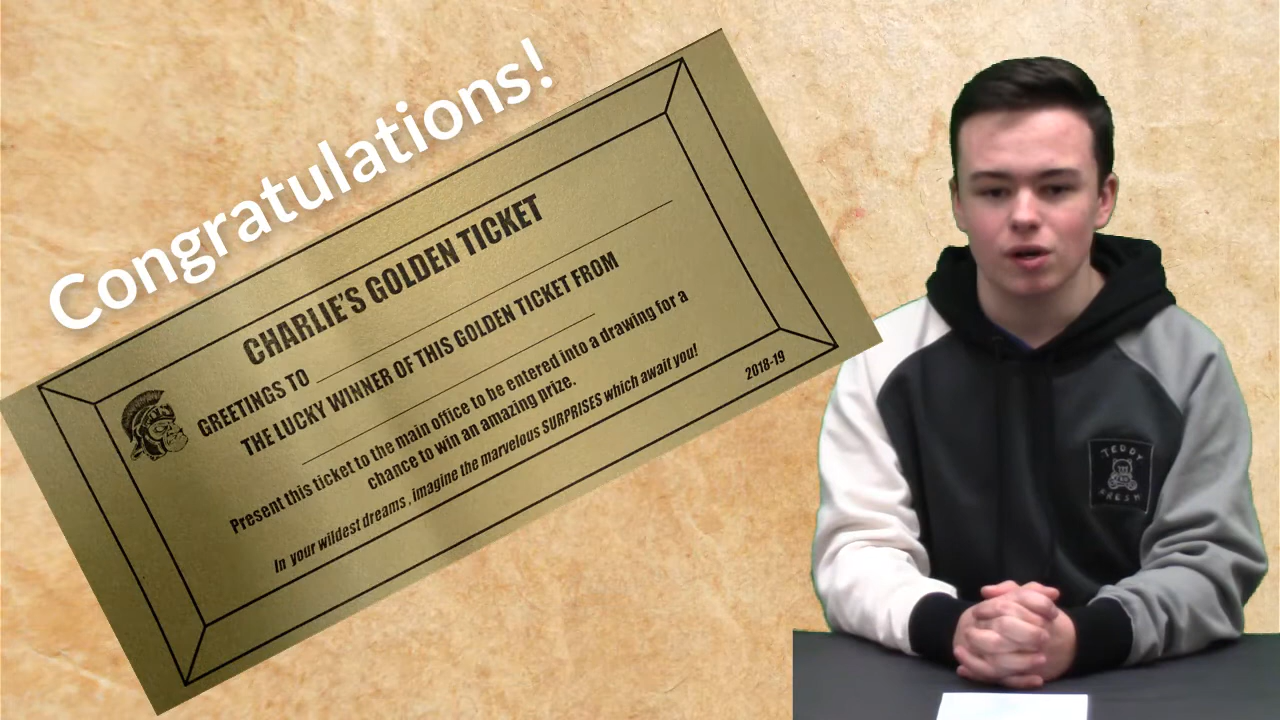 Congratulations!
CHARLIE'S GOLDEN TICKET
GREETINGS TO
THE LUCKY WINNER OF THIS GOLDEN TICKET FROM
Present this ticket to the main office to be entered into a drawing for a
chance to win an amazing prize.
In your wildest dreams, imagine the marvelous SURPRISES which await you!
2018-19
TEDDY
FRESH